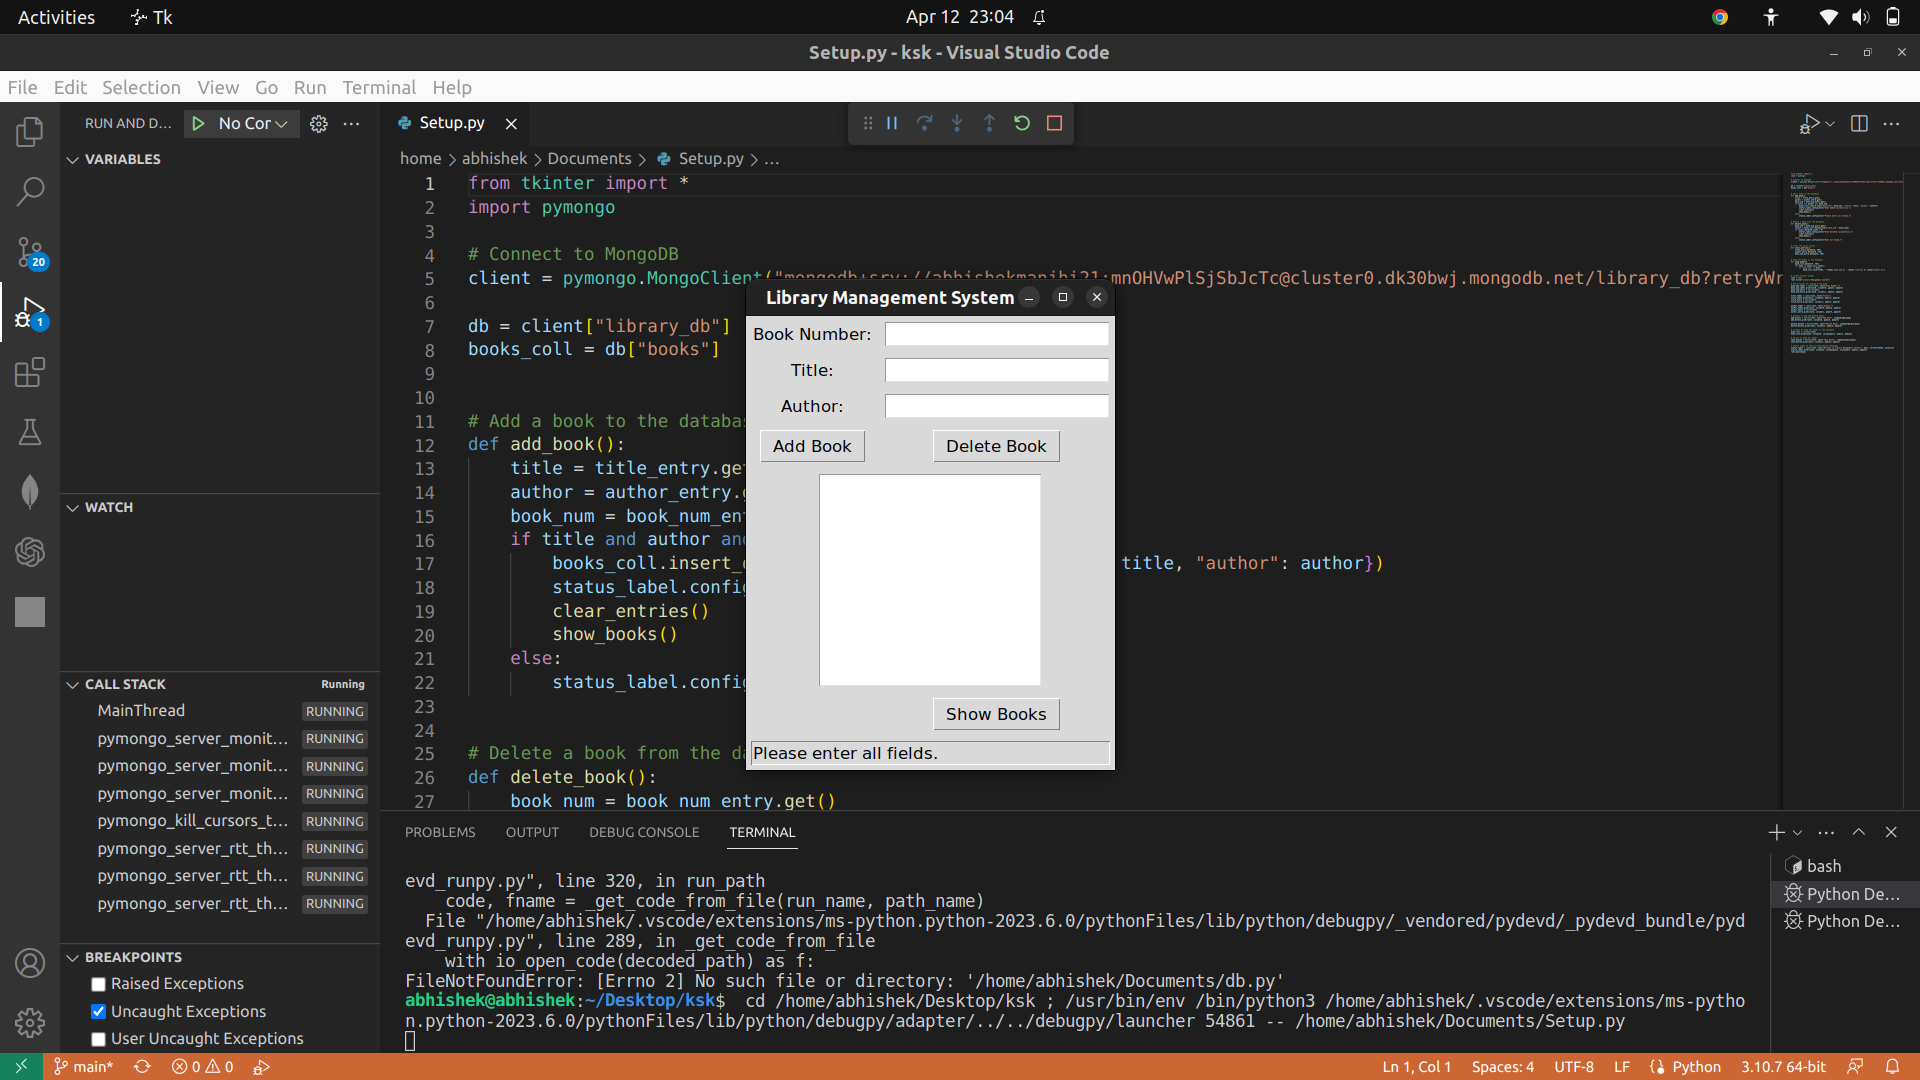 Activities Tk Apr 12 23:04
Setup.py - ksk - Visual Studio Code
File Edit Selection View Go Run Terminal Help
RUN AND D... No Cor
Setup.py
home > abhishek > Documents > Setup.py > ...
VARIABLES
WATCH
CALL STACK Running
MainThread RUNNING
pymongo_server_monit... RUNNING
pymongo_server_monit... RUNNING
pymongo_server_monit... RUNNING
pymongo_kill_cursors_t... RUNNING
pymongo_server_rtt_th... RUNNING
pymongo_server_rtt_th... RUNNING
pymongo_server_rtt_th... RUNNING
BREAKPOINTS
Raised Exceptions
Uncaught Exceptions
User Uncaught Exceptions
20
1
1 from tkinter import *
2 import pymongo
3
4 # Connect to MongoDB
5 client = pymongo.MongoClient("mongodb+srv://abhishekmanjhi21:mnOHVwPlSjSbJcTc@cluster0.dk30bwj.mongodb.net/library_db?retryWr
6
7 db = client["library_db"]
8 books_coll = db["books"]
9
10
11 # Add a book to the databas
12 def add_book():
13 title = title_entry.get
14 author = author_entry.
15 book_num = book_num_en
16 if title and author an
17 books_coll.insert_ title, "author": author})
18 status_label.config
19 clear_entries()
20 show_books()
21 else:
22 status_label.config
23
24
25 # Delete a book from the da
26 def delete_book():
27 book_num = book_num_entry.get()
Library Management System
Book Number:
Title:
Author:
Add Book Delete Book
Show Books
Please enter all fields.
PROBLEMS OUTPUT DEBUG CONSOLE TERMINAL
evd_runpy.py", line 320, in run_path
code, fname = _get_code_from_file(run_name, path_name)
File "/home/abhishek/.vscode/extensions/ms-python.python-2023.6.0/pythonFiles/lib/python/debugpy/_vendored/pydevd/_pydevd_bundle/pyd
evd_runpy.py", line 289, in _get_code_from_file
with io_open_code(decoded_path) as f:
FileNotFoundError: [Errno 2] No such file or directory: '/home/abhishek/Documents/db.py'
abhishek@abhishek:~/Desktop/ksk$ cd /home/abhishek/Desktop/ksk ; /usr/bin/env /bin/python3 /home/abhishek/.vscode/extensions/ms-pytho
n.python-2023.6.0/pythonFiles/lib/python/debugpy/adapter/../../debugpy/launcher 54861 -- /home/abhishek/Documents/Setup.py
bash
Python De...
Python De...
main* 0 0 Ln 1, Col 1 Spaces: 4 UTF-8 LF Python 3.10.7 64-bit